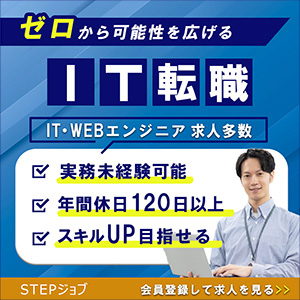 ゼロから可能性を広げる
IT転職
IT・WEBエンジニア 求人多数
実務未経験可能
年間休日120日以上
スキルUP目指せる
STEPジョブ 会員登録して求人を見る>>